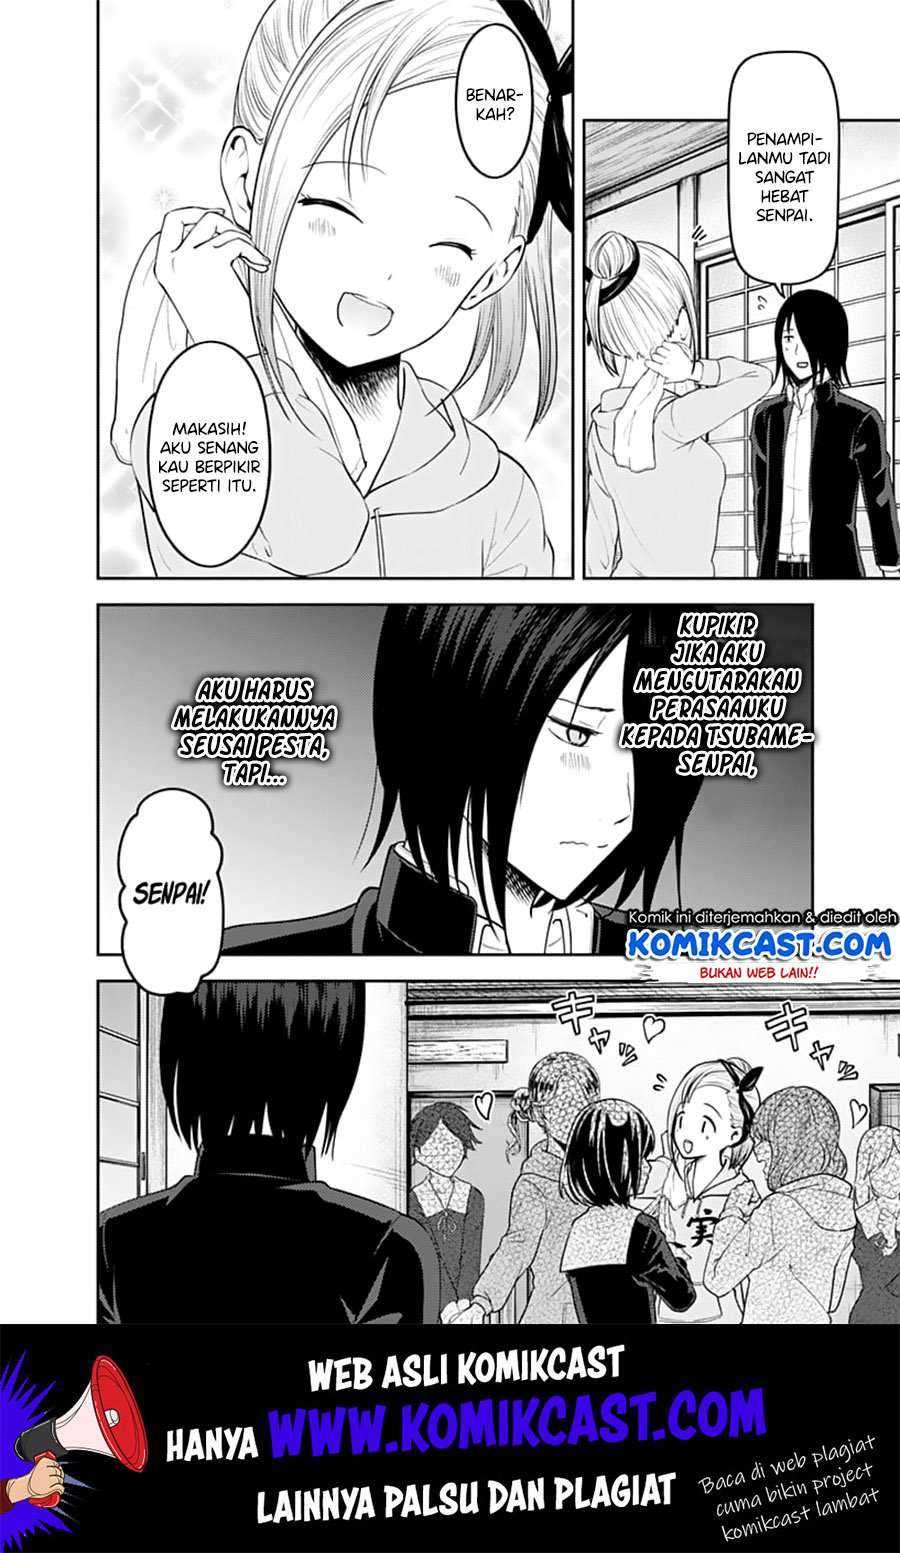 PENAMPI-
LANMU TADI
SANGAT
HEBAT
SENPAI.
BENAR-
KAH?
MAKASIH!
AKU SENANG
KAU BERPIKIR
SEPERTI ITU.
KUPIKIR
JIKA AKU
MENGUTARAKAN
PERASAANKU
KEPADA TSUBAME-
SENPAI,
AKU HARUS
MELAKUKANNYA
SEUSAI PESTA,
TAPI...
SENPAI!
Komik ini diterjemahkan & diedit oleh
KOMIKCAST.COM
BUKAN WEB LAIN!!
キャ
キャ
実
WEB ASLI KOMIKCAST
HANYA WWW.KOMIKCAST.COM
LAINNYA PALSU DAN PLAGIAT
Baca di web plagiat
cuma bikin project
komikcast lambat